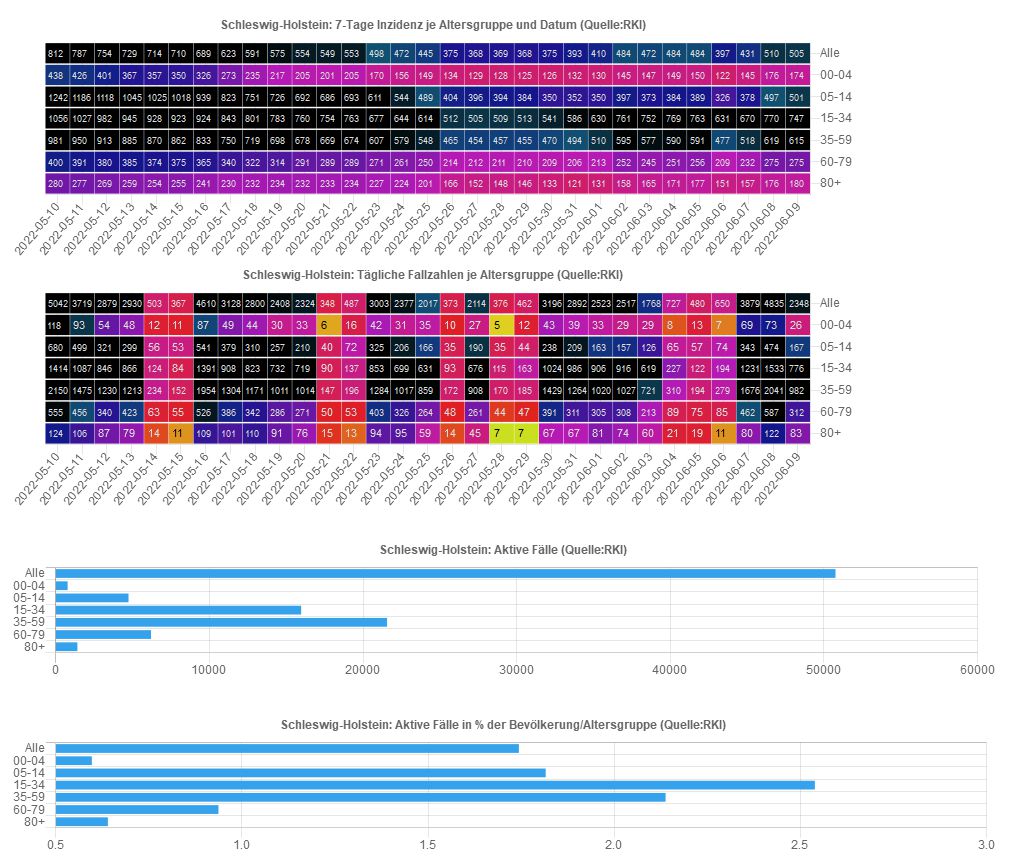 Schleswig-Holstein: 7-Tage Inzidenz je Altersgruppe und Datum (Quelle:RKI)
812 787 754 729 744 710 689 623 591 575 554 549 553 498 472 445 375 368 369 368 375 393 410 484 472 484 484 397 431 510 505 Alle
438 426 401 367 357 350 326 273 235 217 205 201 205 170 156 149 134 129 128 125 126 132 130 145 147 149 150 122 145 176 174 00-04
1242 1186 1118 1045 1025 1018 939 823 751 726 692 686 693 611 544 489 404 396 394 384 350 352 350 397 373 384 389 326 378 497 501 05-14
1056 1027 982 945 928 923 924 843 801 783 760 754 763 677 644 614 512 505 509 513 541 586 630 761 752 769 763 631 670 770 747 15-34
981 950 913 885 870 862 833 750 719 698 678 669 674 607 579 548 465 454 457 455 470 494 510 595 577 590 591 477 518 619 615 35-59
400 391 380 385 374 375 365 340 322 314 291 289 289 271 261 250 214 212 211 210 209 206 213 252 245 251 256 209 232 275 275 60-79
280 277 269 259 254 255 241 230 232 234 232 233 234 227 224 201 166 152 148 146 133 121 131 158 165 171 177 151 157 176 180 80+
2022-05-10 2022-05-11 2022-05-12 2022-05-13 2022-05-14 2022-05-15 2022-05-16 2022-05-17 2022-05-18 2022-05-19 2022-05-20 2022-05-21 2022-05-22 2022-05-23 2022-05-24 2022-05-25 2022-05-26 2022-05-27 2022-05-28 2022-05-29 2022-05-30 2022-05-31 2022-06-01 2022-06-02 2022-06-03 2022-06-04 2022-06-05 2022-06-06 2022-06-07 2022-06-08 2022-06-09
Schleswig-Holstein: Tägliche Fallzahlen je Altersgruppe (Quelle:RKI)
5042 3719 2879 2930 503 367 4610 3128 2800 2408 2324 348 487 3003 2377 2017 373 2114 376 462 3196 2892 2523 2517 1768 727 480 650 3879 4835 2348 Alle
118 93 54 48 12 11 87 49 44 30 33 6 16 42 31 35 10 27 5 12 43 39 33 29 29 8 13 7 69 73 26 00-04
680 499 321 299 56 53 541 379 310 257 210 40 72 325 206 166 35 190 35 44 238 209 163 157 126 65 57 74 343 474 167 05-14
1414 1087 846 866 124 84 1391 908 823 732 719 90 137 853 699 631 93 676 115 163 1024 986 906 916 619 227 122 194 1231 1533 776 15-34
2150 1475 1230 1213 234 152 1954 1304 1171 1011 1014 147 196 1284 1017 859 172 908 170 185 1429 1264 1020 1027 721 310 194 279 1676 2041 982 35-59
555 456 340 423 63 55 526 386 342 286 271 50 53 403 326 264 48 261 44 47 391 311 305 308 213 89 75 85 462 587 312 60-79
124 106 87 79 14 11 109 101 110 91 76 15 13 94 95 59 14 45 7 7 67 67 81 74 60 21 19 11 80 122 83 80+
2022-05-10 2022-05-11 2022-05-12 2022-05-13 2022-05-14 2022-05-15 2022-05-16 2022-05-17 2022-05-18 2022-05-19 2022-05-20 2022-05-21 2022-05-22 2022-05-23 2022-05-24 2022-05-25 2022-05-26 2022-05-27 2022-05-28 2022-05-29 2022-05-30 2022-05-31 2022-06-01 2022-06-02 2022-06-03 2022-06-04 2022-06-05 2022-06-06 2022-06-07 2022-06-08 2022-06-09
Schleswig-Holstein: Aktive Fälle (Quelle:RKI)
Alle
00-04
05-14
15-34
35-59
60-79
80+
0 10000 20000 30000 40000 50000 60000
Schleswig-Holstein: Aktive Fälle in % der Bevölkerung/Altersgruppe (Quelle:RKI)
Alle
00-04
05-14
15-34
35-59
60-79
80+
0.5 1.0 1.5 2.0 2.5 3.0